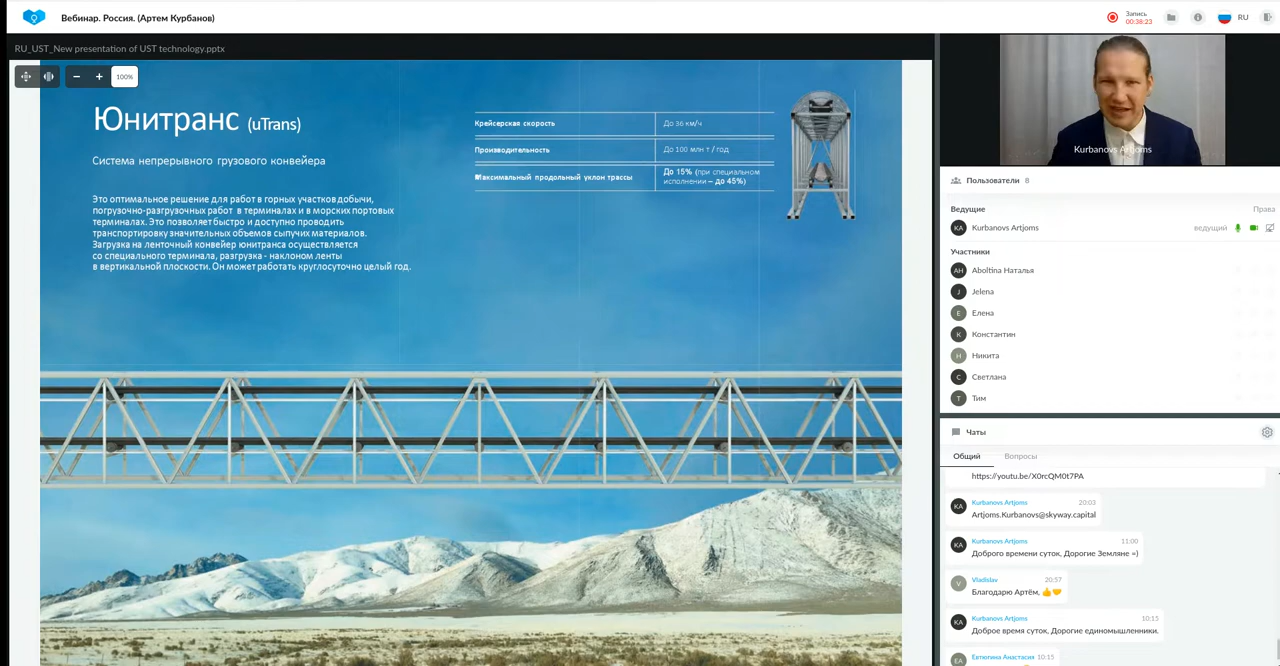 Вебинар. Россия. (Артем Курбанов)
Запись
00:38:23
RU
RU_UST_New presentation of UST technology.pptx
100%
Юнитранс (uTrans)
Система непрерывного грузового конвейера
Это оптимальное решение для работ в горных участков добычи,
погрузочно-разгрузочных работ в терминалах и в морских портовых
терминалах. Это позволяет быстро и доступно проводить
транспортировку значительных объемов сыпучих материалов.
Загрузка на ленточный конвейер юнитранса осуществляется
со специального терминала, разгрузка - наклоном ленты
в вертикальной плоскости. Он может работать круглосуточно целый год.
Крейсерская скорость
До 36 км/ч
Производительность
До 100 млн т / год
Максимальный продольный уклон трассы
До 15% (при специальном
исполнении – до 45%)
Kurbanovs Artjoms
Пользователи 8
Ведущие
Права
KA Kurbanovs Artjoms ведущий
Участники
AH Aboltina Наталья
J Jelena
Е Елена
К Константин
Н Никита
С Светлана
Т Тим
Чаты
Общий Вопросы
https://youtu.be/X0rcQM0t7PA
KA Kurbanovs Artjoms 20:03
Artjoms.Kurbanovs@skyway.capital
KA Kurbanovs Artjoms 11:00
Доброго времени суток, Дорогие Земляне =)
V Vladislav 20:57
Благодарю Артём, 👍💛
KA Kurbanovs Artjoms 10:15
Доброе время суток, Дорогие единомышленники.
ЕА Евтюгина Анастасия 10:15